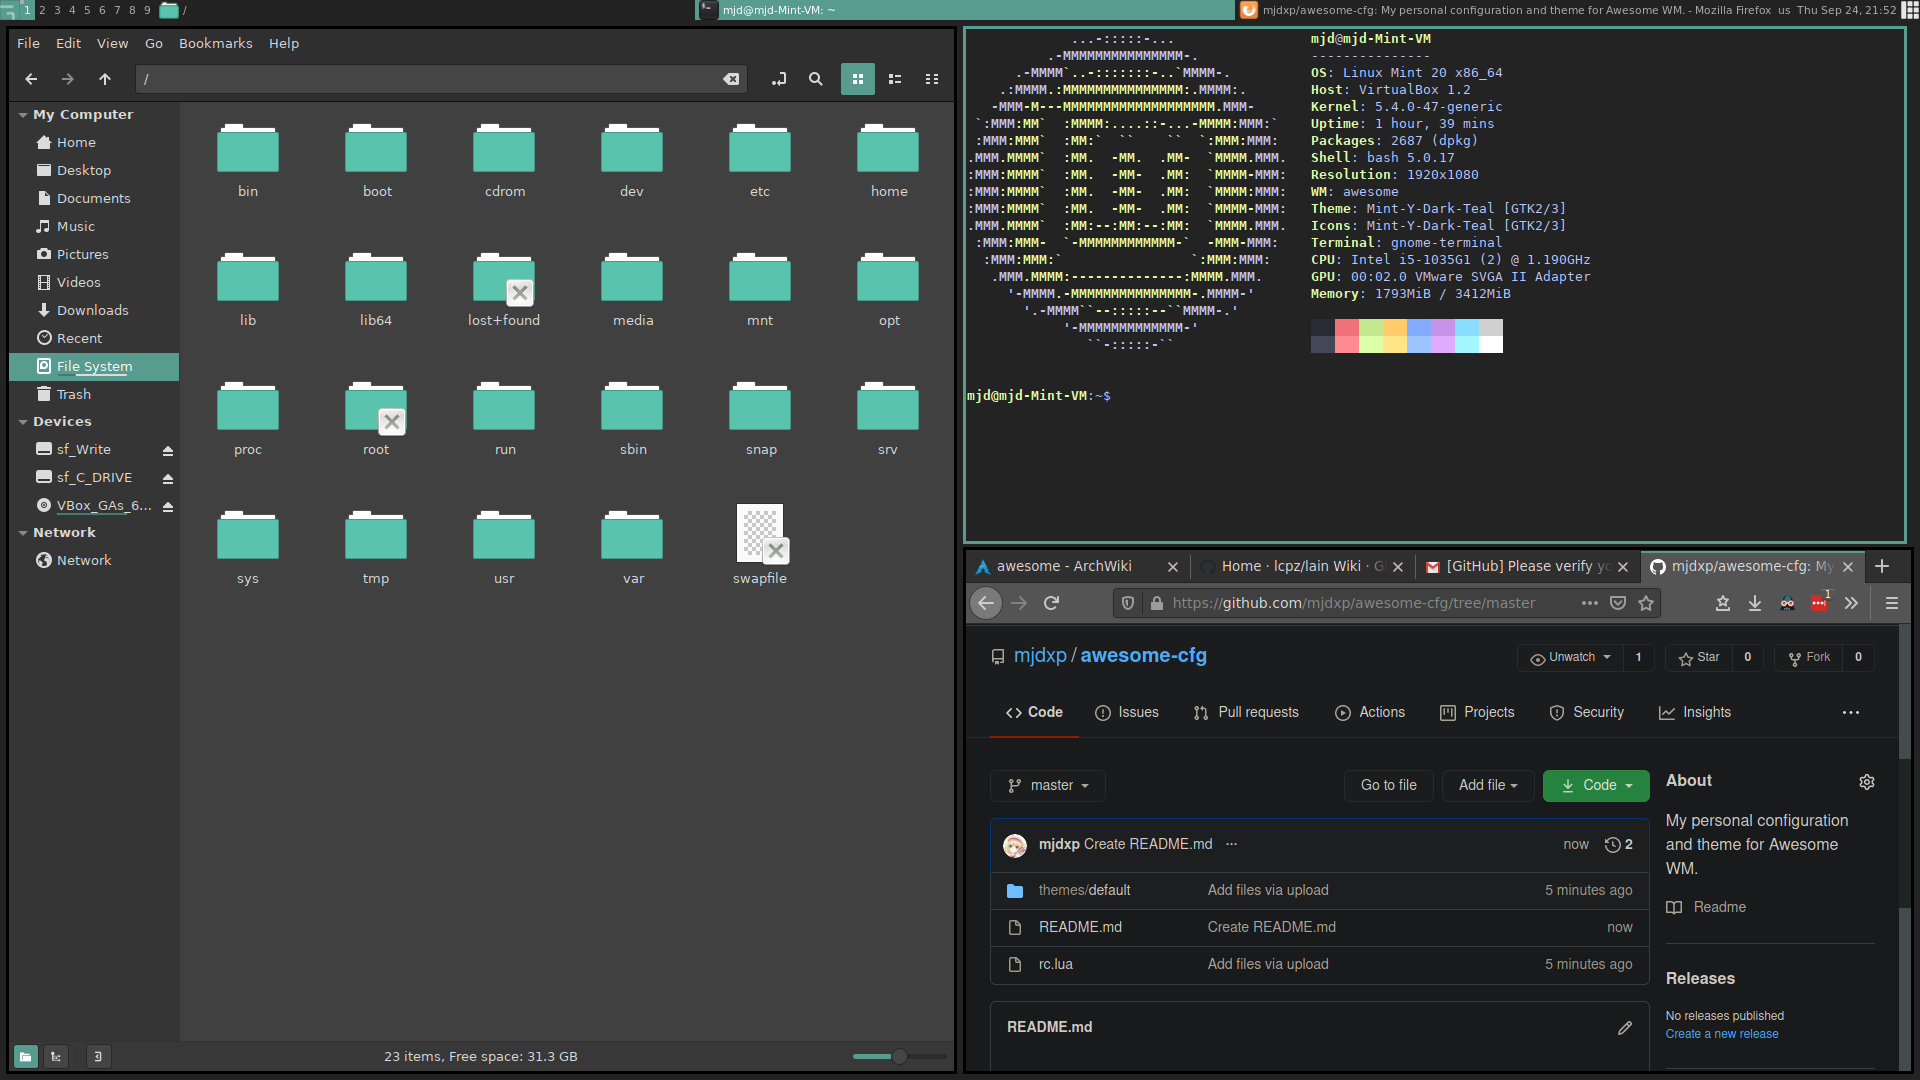 1 2 3 4 5 6 7 8 9 /
mjd@mjd-Mint-VM: ~
mjdxp/awesome-cfg: My personal configuration and theme for Awesome WM. - Mozilla Firefox us Thu Sep 24, 21:52
File Edit View Go Bookmarks Help
/
My Computer
Home
Desktop
Documents
Music
Pictures
Videos
Downloads
Recent
File System
Trash
Devices
sf_Write
sf_C_DRIVE
VBox_GAs_6...
Network
Network
bin boot cdrom dev etc home
lib lib64 lost+found media mnt opt
proc root run sbin snap srv
sys tmp usr var swapfile
23 items, Free space: 31.3 GB
mjd@mjd-Mint-VM
---------------
OS: Linux Mint 20 x86_64
Host: VirtualBox 1.2
Kernel: 5.4.0-47-generic
Uptime: 1 hour, 39 mins
Packages: 2687 (dpkg)
Shell: bash 5.0.17
Resolution: 1920x1080
WM: awesome
Theme: Mint-Y-Dark-Teal [GTK2/3]
Icons: Mint-Y-Dark-Teal [GTK2/3]
Terminal: gnome-terminal
CPU: Intel i5-1035G1 (2) @ 1.190GHz
GPU: 00:02.0 VMware SVGA II Adapter
Memory: 1793MiB / 3412MiB
mjd@mjd-Mint-VM:~$
awesome - ArchWiki
Home · lcpz/lain Wiki · G
[GitHub] Please verify yo
mjdxp/awesome-cfg: My
https://github.com/mjdxp/awesome-cfg/tree/master
1
mjdxp / awesome-cfg
Unwatch 1 Star 0 Fork 0
Code Issues Pull requests Actions Projects Security Insights
master Go to file Add file Code
mjdxp Create README.md ... now 2
themes/default Add files via upload 5 minutes ago
README.md Create README.md now
rc.lua Add files via upload 5 minutes ago
README.md
About
My personal configuration
and theme for Awesome
WM.
Readme
Releases
No releases published
Create a new release